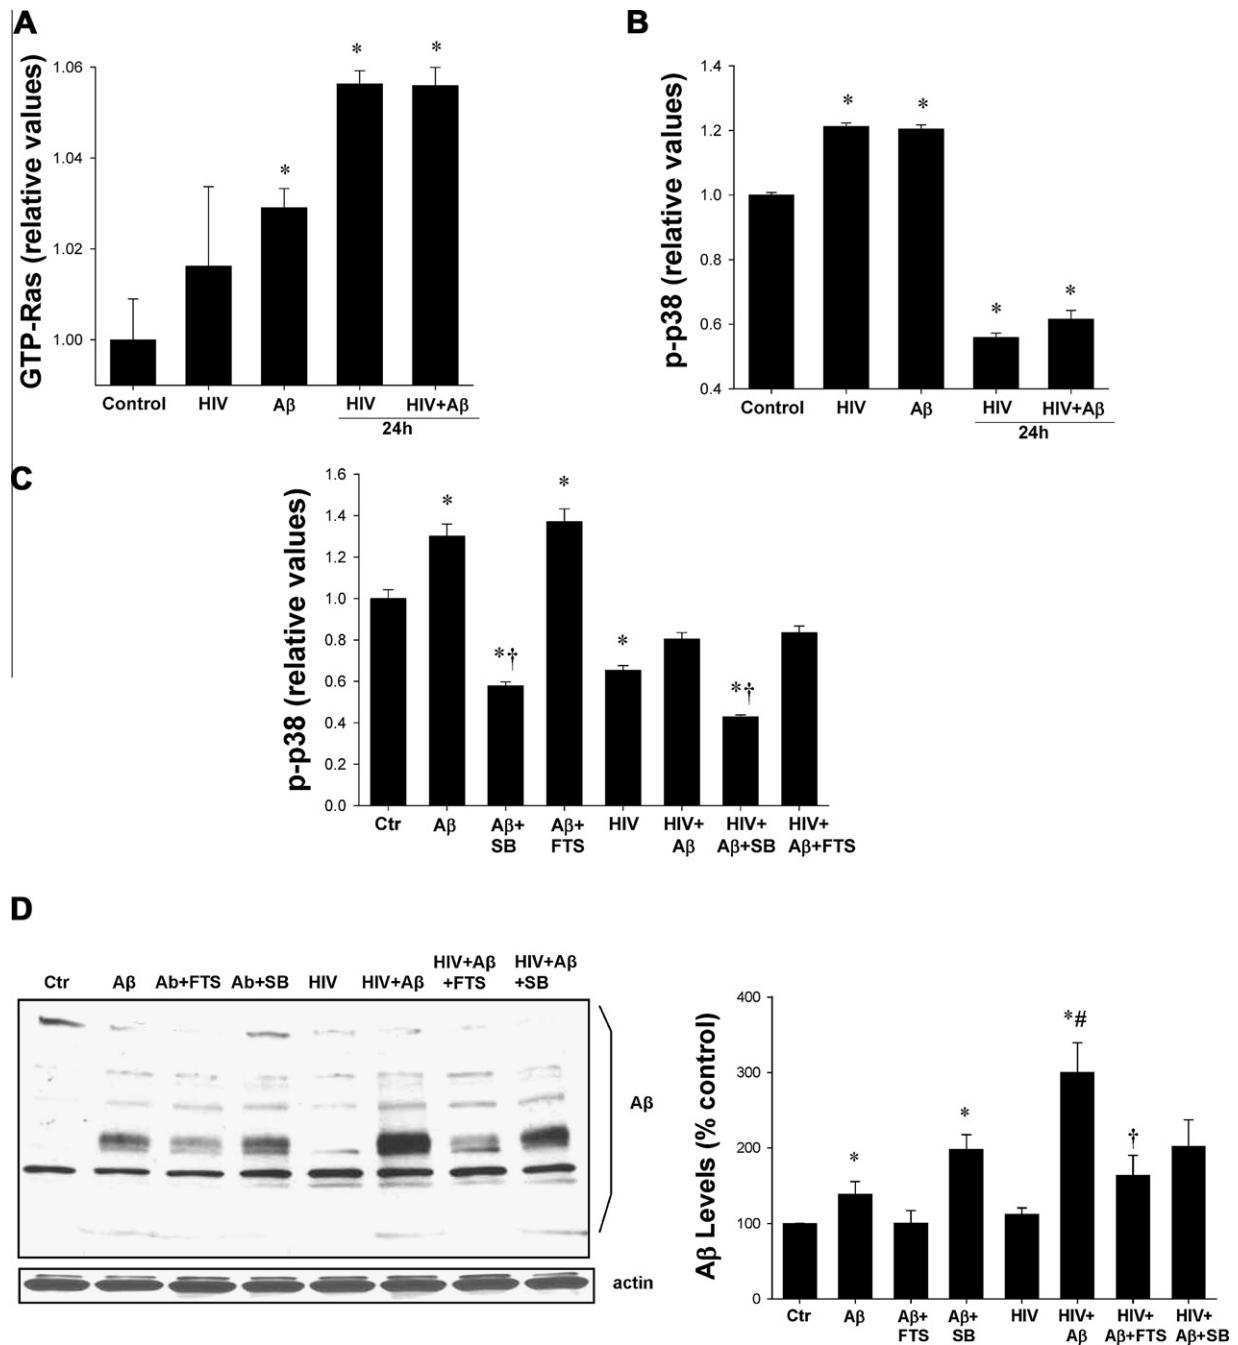 A
GTP-Ras (relative values)
1.06
1.04
1.02
1.00
*
*
*
Control HIV Aβ HIV HIV+Aβ
24h
B
p-p38 (relative values)
1.4
1.2
1.0
0.8
0.6
0.4
*
*
*
*
Control HIV Aβ HIV HIV+Aβ
24h
C
p-p38 (relative values)
1.6
1.4
1.2
1.0
0.8
0.6
0.4
0.2
0.0
*
*†
*
*
*†
Ctr Aβ Aβ+ Aβ+ HIV HIV+ HIV+ HIV+
SB FTS Aβ Aβ+SB Aβ+FTS
D
HIV+Aβ HIV+Aβ
Ctr Aβ Ab+FTS Ab+SB HIV HIV+Aβ +FTS +SB
Aβ
actin
Aβ Levels (% control)
400
300
200
100
0
*
*
*#
†
Ctr Aβ Aβ+ Aβ+ HIV HIV+ HIV+ HIV+
FTS SB Aβ Aβ+FTS Aβ+SB